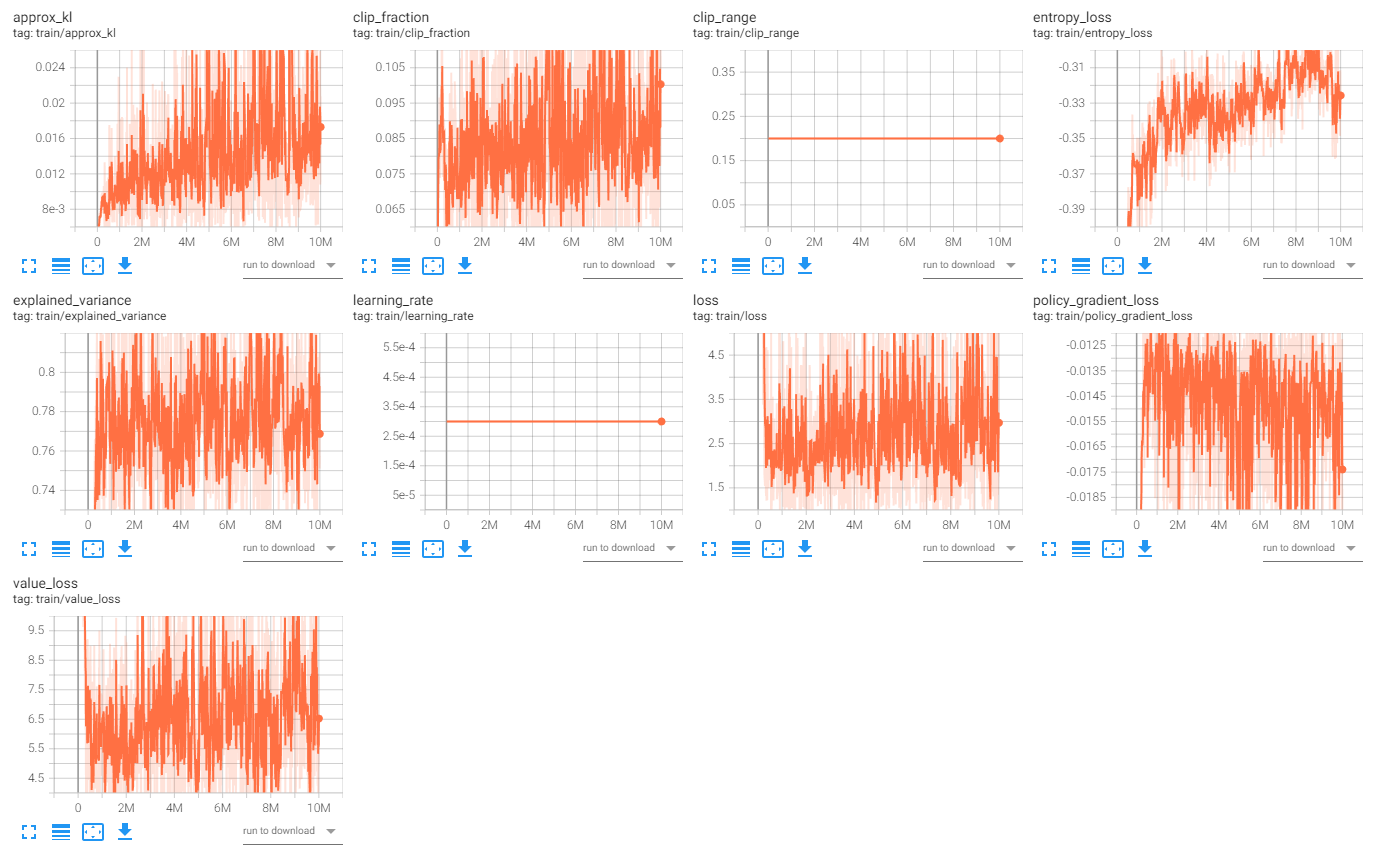 approx_kl
tag: train/approx_kl
0.024
0.02
0.016
0.012
8e-3
0 2M 4M 6M 8M 10M
run to download
clip_fraction
tag: train/clip_fraction
0.105
0.095
0.085
0.075
0.065
0 2M 4M 6M 8M 10M
run to download
clip_range
tag: train/clip_range
0.35
0.25
0.15
0.05
0 2M 4M 6M 8M 10M
run to download
entropy_loss
tag: train/entropy_loss
-0.31
-0.33
-0.35
-0.37
-0.39
0 2M 4M 6M 8M 10M
run to download
explained_variance
tag: train/explained_variance
0.8
0.78
0.76
0.74
0 2M 4M 6M 8M 10M
run to download
learning_rate
tag: train/learning_rate
5.5e-4
4.5e-4
3.5e-4
2.5e-4
1.5e-4
5e-5
0 2M 4M 6M 8M 10M
run to download
loss
tag: train/loss
4.5
3.5
2.5
1.5
0 2M 4M 6M 8M 10M
run to download
policy_gradient_loss
tag: train/policy_gradient_loss
-0.0125
-0.0135
-0.0145
-0.0155
-0.0165
-0.0175
-0.0185
0 2M 4M 6M 8M 10M
run to download
value_loss
tag: train/value_loss
9.5
8.5
7.5
6.5
5.5
4.5
0 2M 4M 6M 8M 10M
run to download